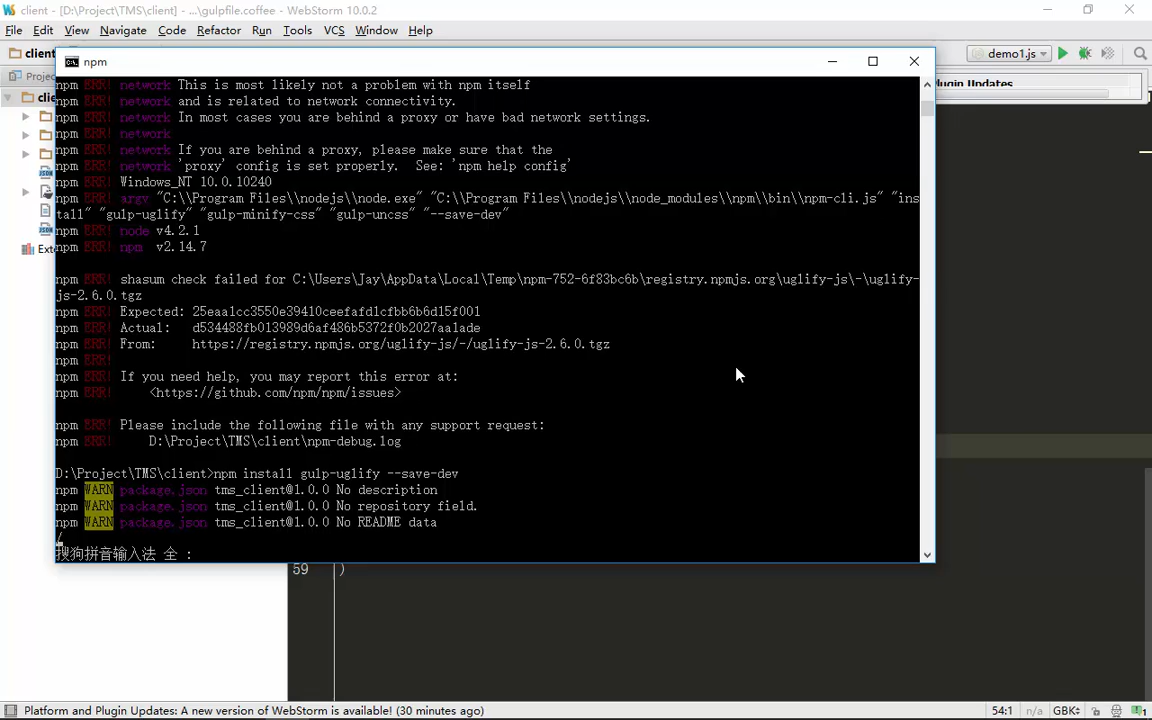 client - [D:\Project\TMS\client] - ...\gulpfile.coffee - WebStorm 10.0.2
File Edit View Navigate Code Refactor Run Tools VCS Window Help
client
demo1.js
npm
Projec
Plugin Updates
clie
npm ERR! network This is most likely not a problem with npm itself
npm ERR! network and is related to network connectivity.
npm ERR! network In most cases you are behind a proxy or have bad network settings.
npm ERR! network
npm ERR! network If you are behind a proxy, please make sure that the
npm ERR! network 'proxy' config is set properly.  See: 'npm help config'
npm ERR! Windows_NT 10.0.10240
npm ERR! argv "C:\\Program Files\\nodejs\\node.exe" "C:\\Program Files\\nodejs\\node_modules\\npm\\bin\\npm-cli.js" "ins
tall" "gulp-uglify" "gulp-minify-css" "gulp-uncss" "--save-dev"
npm ERR! node v4.2.1
Exte
npm ERR! npm  v2.14.7
npm ERR! shasum check failed for C:\Users\Jay\AppData\Local\Temp\npm-752-6f83bc6b\registry.npmjs.org\uglify-js\-\uglify-
js-2.6.0.tgz
npm ERR! Expected: 25eaa1cc3550e39410ceefafd1cfbb6b6d15f001
npm ERR! Actual:   d534488fb013989d6af486b5372f0b2027aa1ade
npm ERR! From:     https://registry.npmjs.org/uglify-js/-/uglify-js-2.6.0.tgz
npm ERR!
npm ERR! If you need help, you may report this error at:
npm ERR!     <https://github.com/npm/npm/issues>
npm ERR! Please include the following file with any support request:
npm ERR!     D:\Project\TMS\client\npm-debug.log
D:\Project\TMS\client>npm install gulp-uglify --save-dev
npm WARN package.json tms_client@1.0.0 No description
npm WARN package.json tms_client@1.0.0 No repository field.
npm WARN package.json tms_client@1.0.0 No README data
/
搜狗拼音输入法 全 :
59 )
Platform and Plugin Updates: A new version of WebStorm is available! (30 minutes ago) 54:1 n/a GBK 1